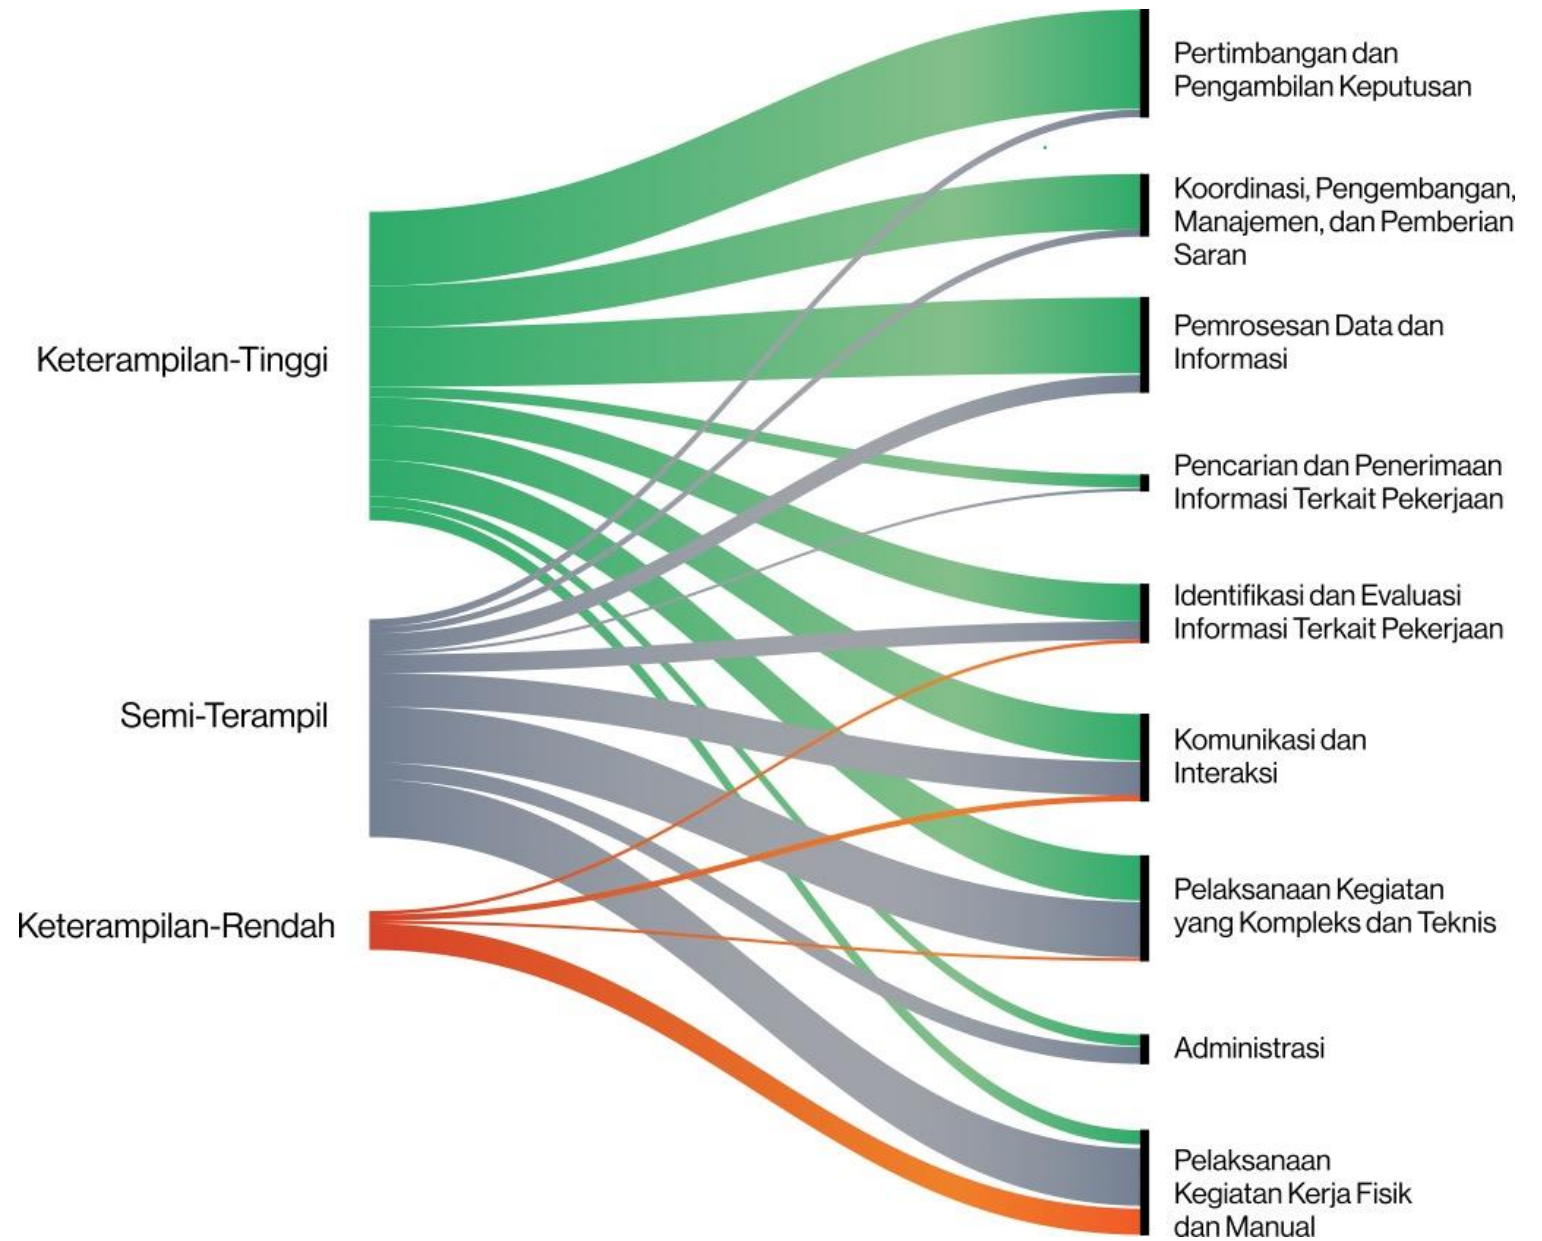 Keterampilan-Tinggi
Semi-Terampil
Keterampilan-Rendah
Pertimbangan dan
Pengambilan Keputusan
Koordinasi, Pengembangan,
Manajemen, dan Pemberian
Saran
Pemrosesan Data dan
Informasi
Pencarian dan Penerimaan
Informasi Terkait Pekerjaan
Identifikasi dan Evaluasi
Informasi Terkait Pekerjaan
Komunikasi dan
Interaksi
Pelaksanaan Kegiatan
yang Kompleks dan Teknis
Administrasi
Pelaksanaan
Kegiatan Kerja Fisik
dan Manual